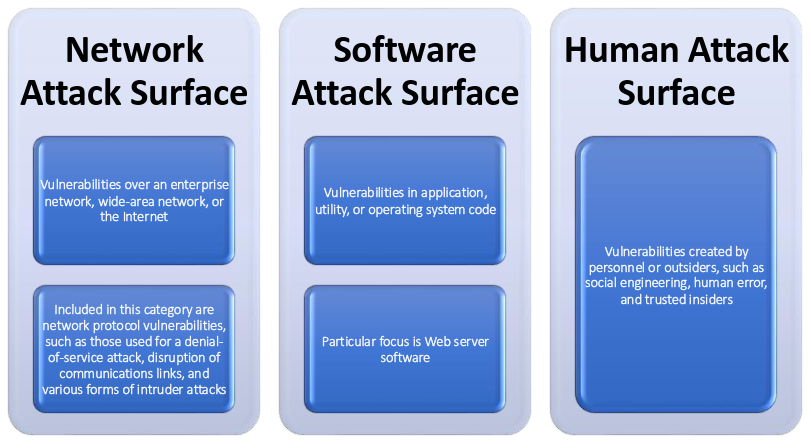 Network
Attack Surface
Vulnerabilities over an enterprise
network, wide-area network, or
the Internet
Included in this category are
network protocol vulnerabilities,
such as those used for a denial-
of-service attack, disruption of
communications links, and
various forms of intruder attacks
Software
Attack Surface
Vulnerabilities in application,
utility, or operating system code
Particular focus is Web server
software
Human Attack
Surface
Vulnerabilities created by
personnel or outsiders, such as
social engineering, human error,
and trusted insiders